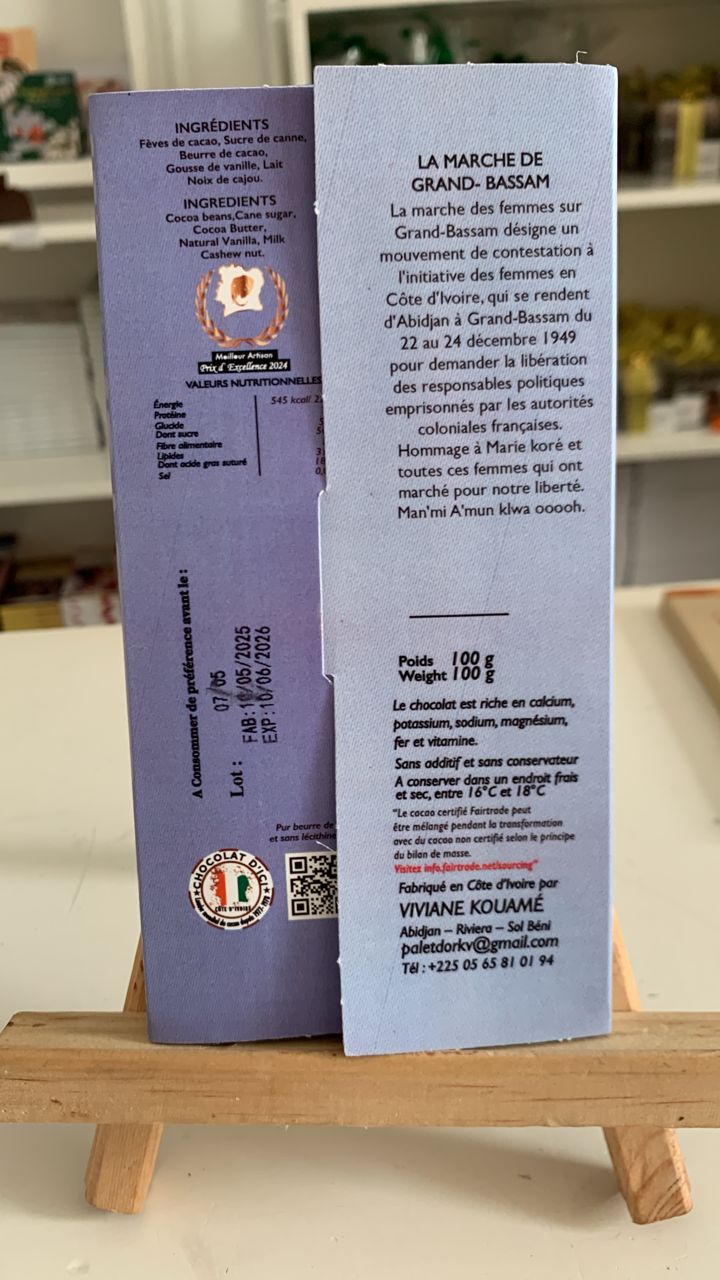 INGRÉDIENTS
Fèves de cacao, Sucre de canne,
Beurre de cacao,
Gousse de vanille, Lait
Noix de cajou.
INGREDIENTS
Cocoa beans,Cane sugar,
Cocoa Butter,
Natural Vanilla, Milk
Cashew nut.
Meilleur Artisan
Prix d' Excellence 2024
VALEURS NUTRITIONNELLES
Énergie 545 kcal/
Protéine
Glucide
Dont sucre
Fibre alimentaire
Lipides
Dont acide gras saturé
Sel
A Consommer de préférence avant le :
07/05
Lot :
FAB:10/05/2025
EXP:10/06/2026
Pur beurre de
et sans lécithine
CHOCOLAT D'ICI
CÔTE D'IVOIRE
LA MARCHE DE
GRAND- BASSAM
La marche des femmes sur
Grand-Bassam désigne un
mouvement de contestation à
l'initiative des femmes en
Côte d'Ivoire, qui se rendent
d'Abidjan à Grand-Bassam du
22 au 24 décembre 1949
pour demander la libération
des responsables politiques
emprisonnés par les autorités
coloniales françaises.
Hommage à Marie koré et
toutes ces femmes qui ont
marché pour notre liberté.
Man'mi A'mun klwa ooooh.
Poids 100 g
Weight 100 g
Le chocolat est riche en calcium,
potassium, sodium, magnésium,
fer et vitamine.
Sans additif et sans conservateur
A conserver dans un endroit frais
et sec, entre 16°C et 18°C
"Le cacao certifié Fairtrade peut
être mélangé pendant la transformation
avec du cacao non certifié selon le principe
du bilan de masse.
Visitez info.fairtrade.net/sourcing"
Fabriqué en Côte d'Ivoire par
VIVIANE KOUAMÉ
Abidjan – Riviera – Sol Béni
paletdorkv@gmail.com
Tél : +225 05 65 81 01 94